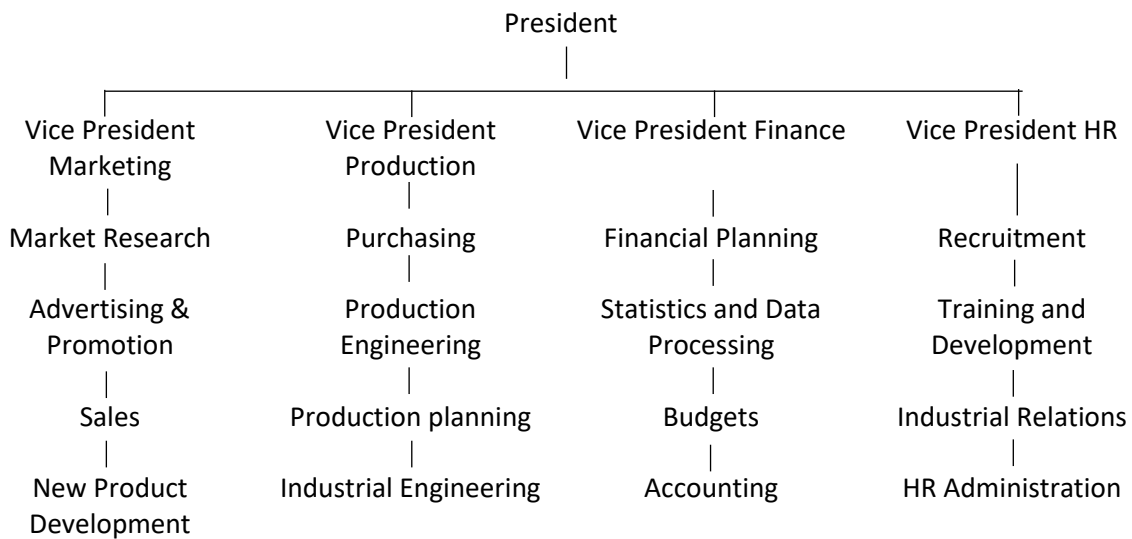 President
Vice President
Marketing
Vice President
Production
Vice President Finance
Vice President HR
Market Research
Purchasing
Financial Planning
Recruitment
Advertising &
Promotion
Production
Engineering
Statistics and Data
Processing
Training and
Development
Sales
Production planning
Budgets
Industrial Relations
New Product
Development
Industrial Engineering
Accounting
HR Administration